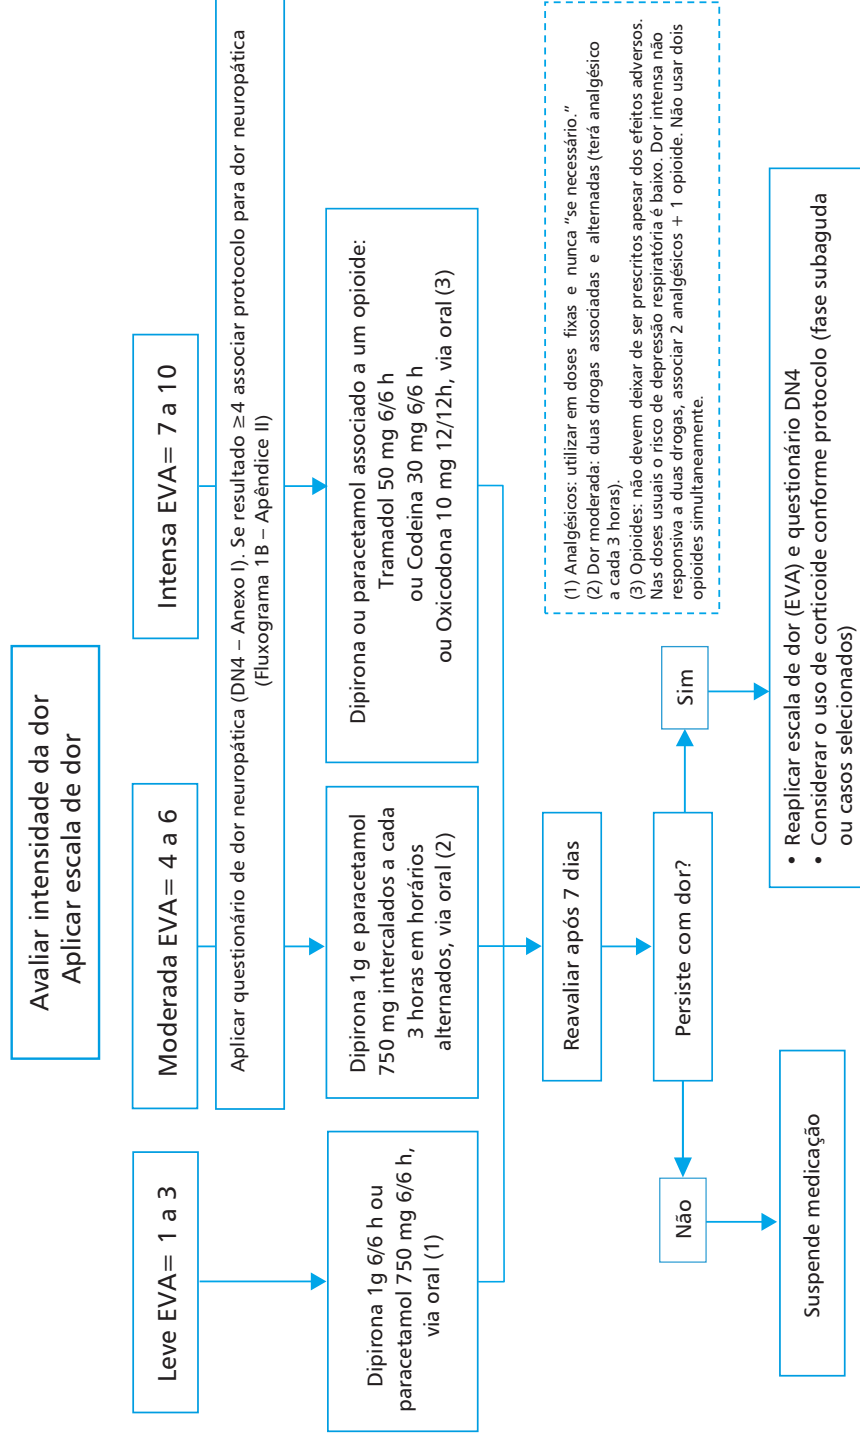 Avaliar intensidade da dor
Aplicar escala de dor
Leve EVA= 1 a 3
Moderada EVA= 4 a 6
Intensa EVA= 7 a 10
Aplicar questionário de dor neuropática (DN4 – Anexo I). Se resultado ≥4 associar protocolo para dor neuropática
(Fluxograma 1B – Apêndice II)
Dipirona 1g 6/6 h ou
paracetamol 750 mg 6/6 h,
via oral (1)
Dipirona 1g e paracetamol
750 mg intercalados a cada
3 horas em horários
alternados, via oral (2)
Dipirona ou paracetamol associado a um opioide:
Tramadol 50 mg 6/6 h
ou Codeina 30 mg 6/6 h
ou Oxicodona 10 mg 12/12h, via oral (3)
Reavaliar após 7 dias
Persiste com dor?
Não
Sim
Suspende medicação
• Reaplicar escala de dor (EVA) e questionário DN4
• Considerar o uso de corticoide conforme protocolo (fase subaguda
ou casos selecionados)
(1) Analgésicos: utilizar em doses fixas e nunca “se necessário.”
(2) Dor moderada: duas drogas associadas e alternadas (terá analgésico
a cada 3 horas).
(3) Opioides: não devem deixar de ser prescritos apesar dos efeitos adversos.
Nas doses usuais o risco de depressão respiratória é baixo. Dor intensa não
responsiva a duas drogas, associar 2 analgésicos + 1 opioide. Não usar dois
opioides simultaneamente.